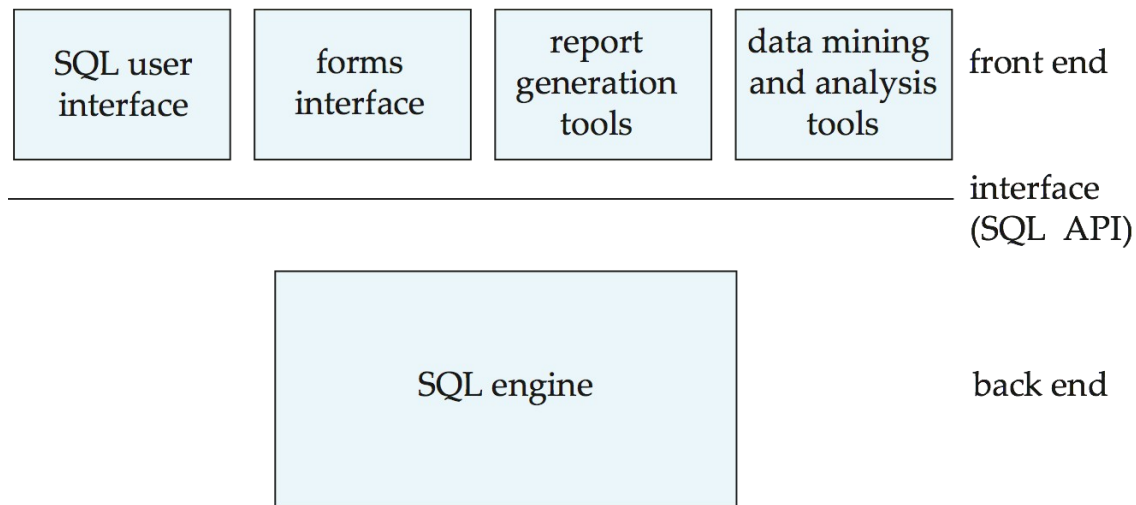 SQL user
interface
forms
interface
report
generation
tools
data mining
and analysis
tools
front end
interface
(SQL API)
SQL engine
back end